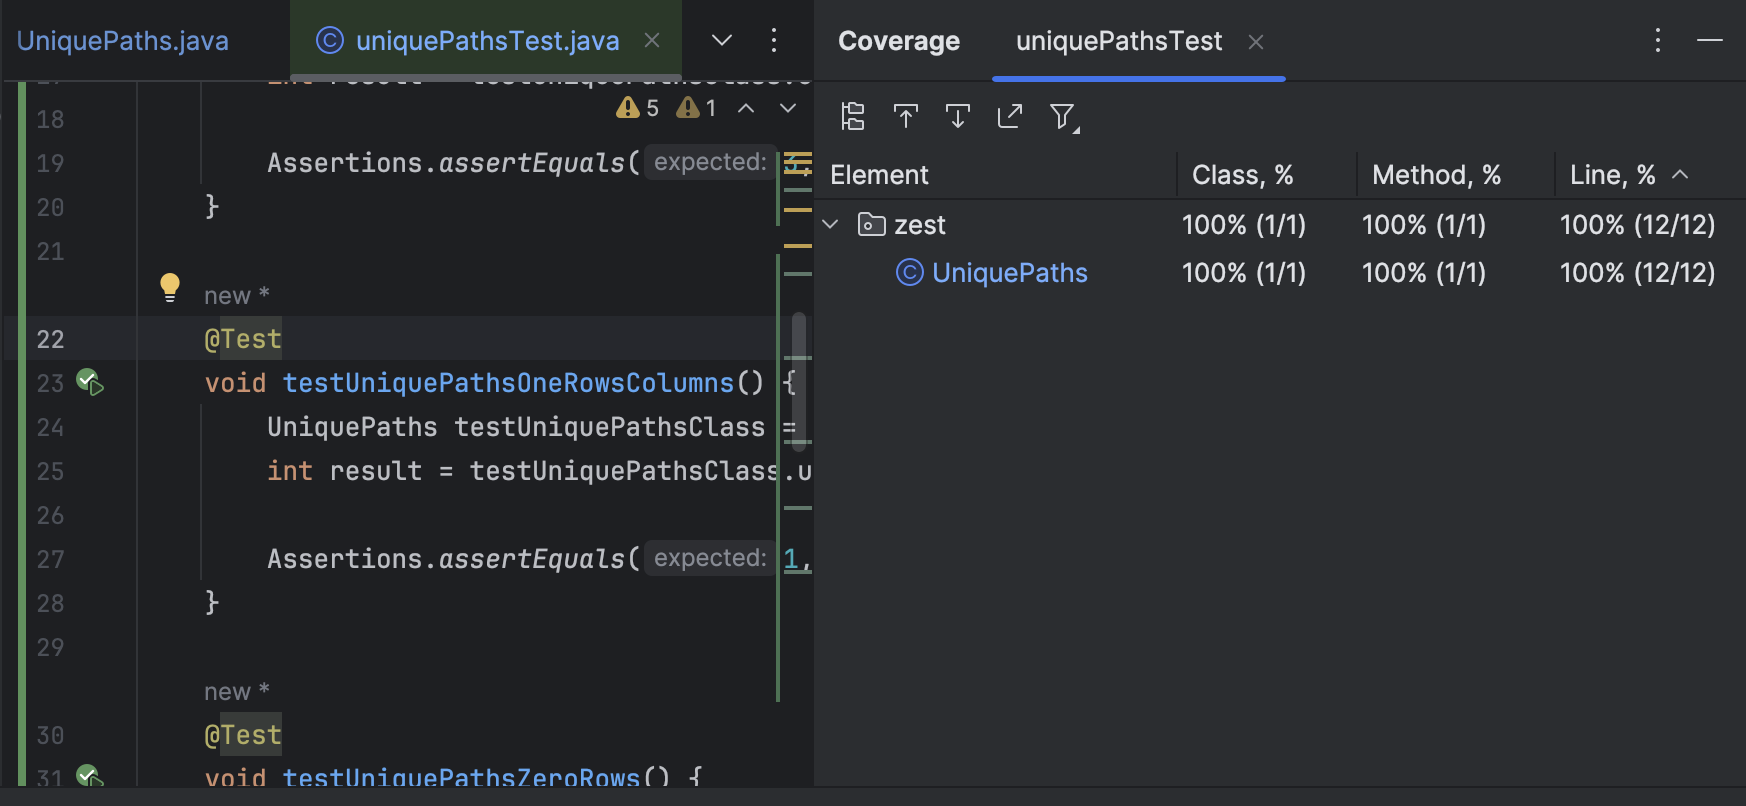 UniquePaths.java
uniquePathsTest.java
5 1
18
19 Assertions.assertEquals( expected: 3,
20 }
21
new *
22 @Test
23 void testUniquePathsOneRowsColumns() {
24 UniquePaths testUniquePathsClass =
25 int result = testUniquePathsClass.u
26
27 Assertions.assertEquals( expected: 1,
28 }
29
new *
30 @Test
31 void testUniquePathsZeroRows() {
Coverage uniquePathsTest
Element Class, % Method, % Line, %
zest 100% (1/1) 100% (1/1) 100% (12/12)
UniquePaths 100% (1/1) 100% (1/1) 100% (12/12)